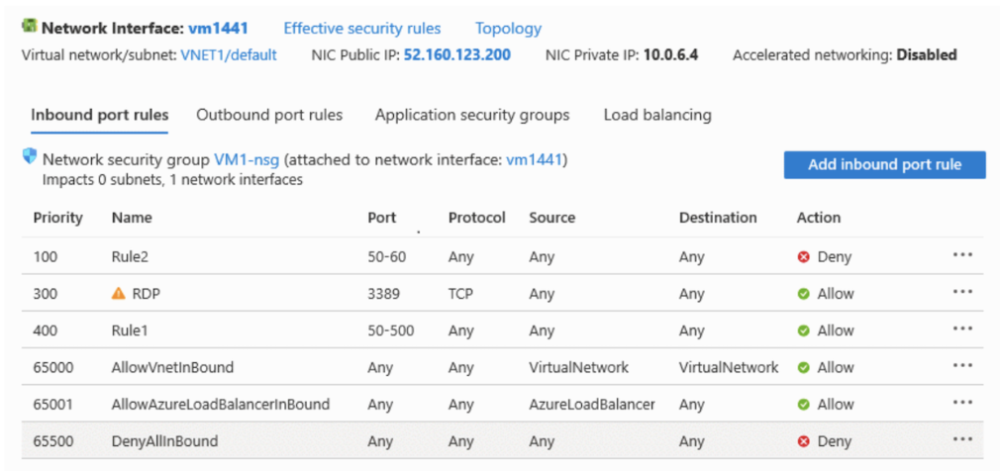 Network Interface: vm1441 Effective security rules Topology
Virtual network/subnet: VNET1/default NIC Public IP: 52.160.123.200 NIC Private IP: 10.0.6.4 Accelerated networking: Disabled
Inbound port rules Outbound port rules Application security groups Load balancing
Network security group VM1-nsg (attached to network interface: vm1441)
Impacts 0 subnets, 1 network interfaces
Add inbound port rule
Priority Name Port Protocol Source Destination Action
100 Rule2 50-60 Any Any Any Deny ...
300 RDP 3389 TCP Any Any Allow ...
400 Rule1 50-500 Any Any Any Allow ...
65000 AllowVnetInBound Any Any VirtualNetwork VirtualNetwork Allow ...
65001 AllowAzureLoadBalancerInBound Any Any AzureLoadBalancer Any Allow ...
65500 DenyAllInBound Any Any Any Any Deny ...